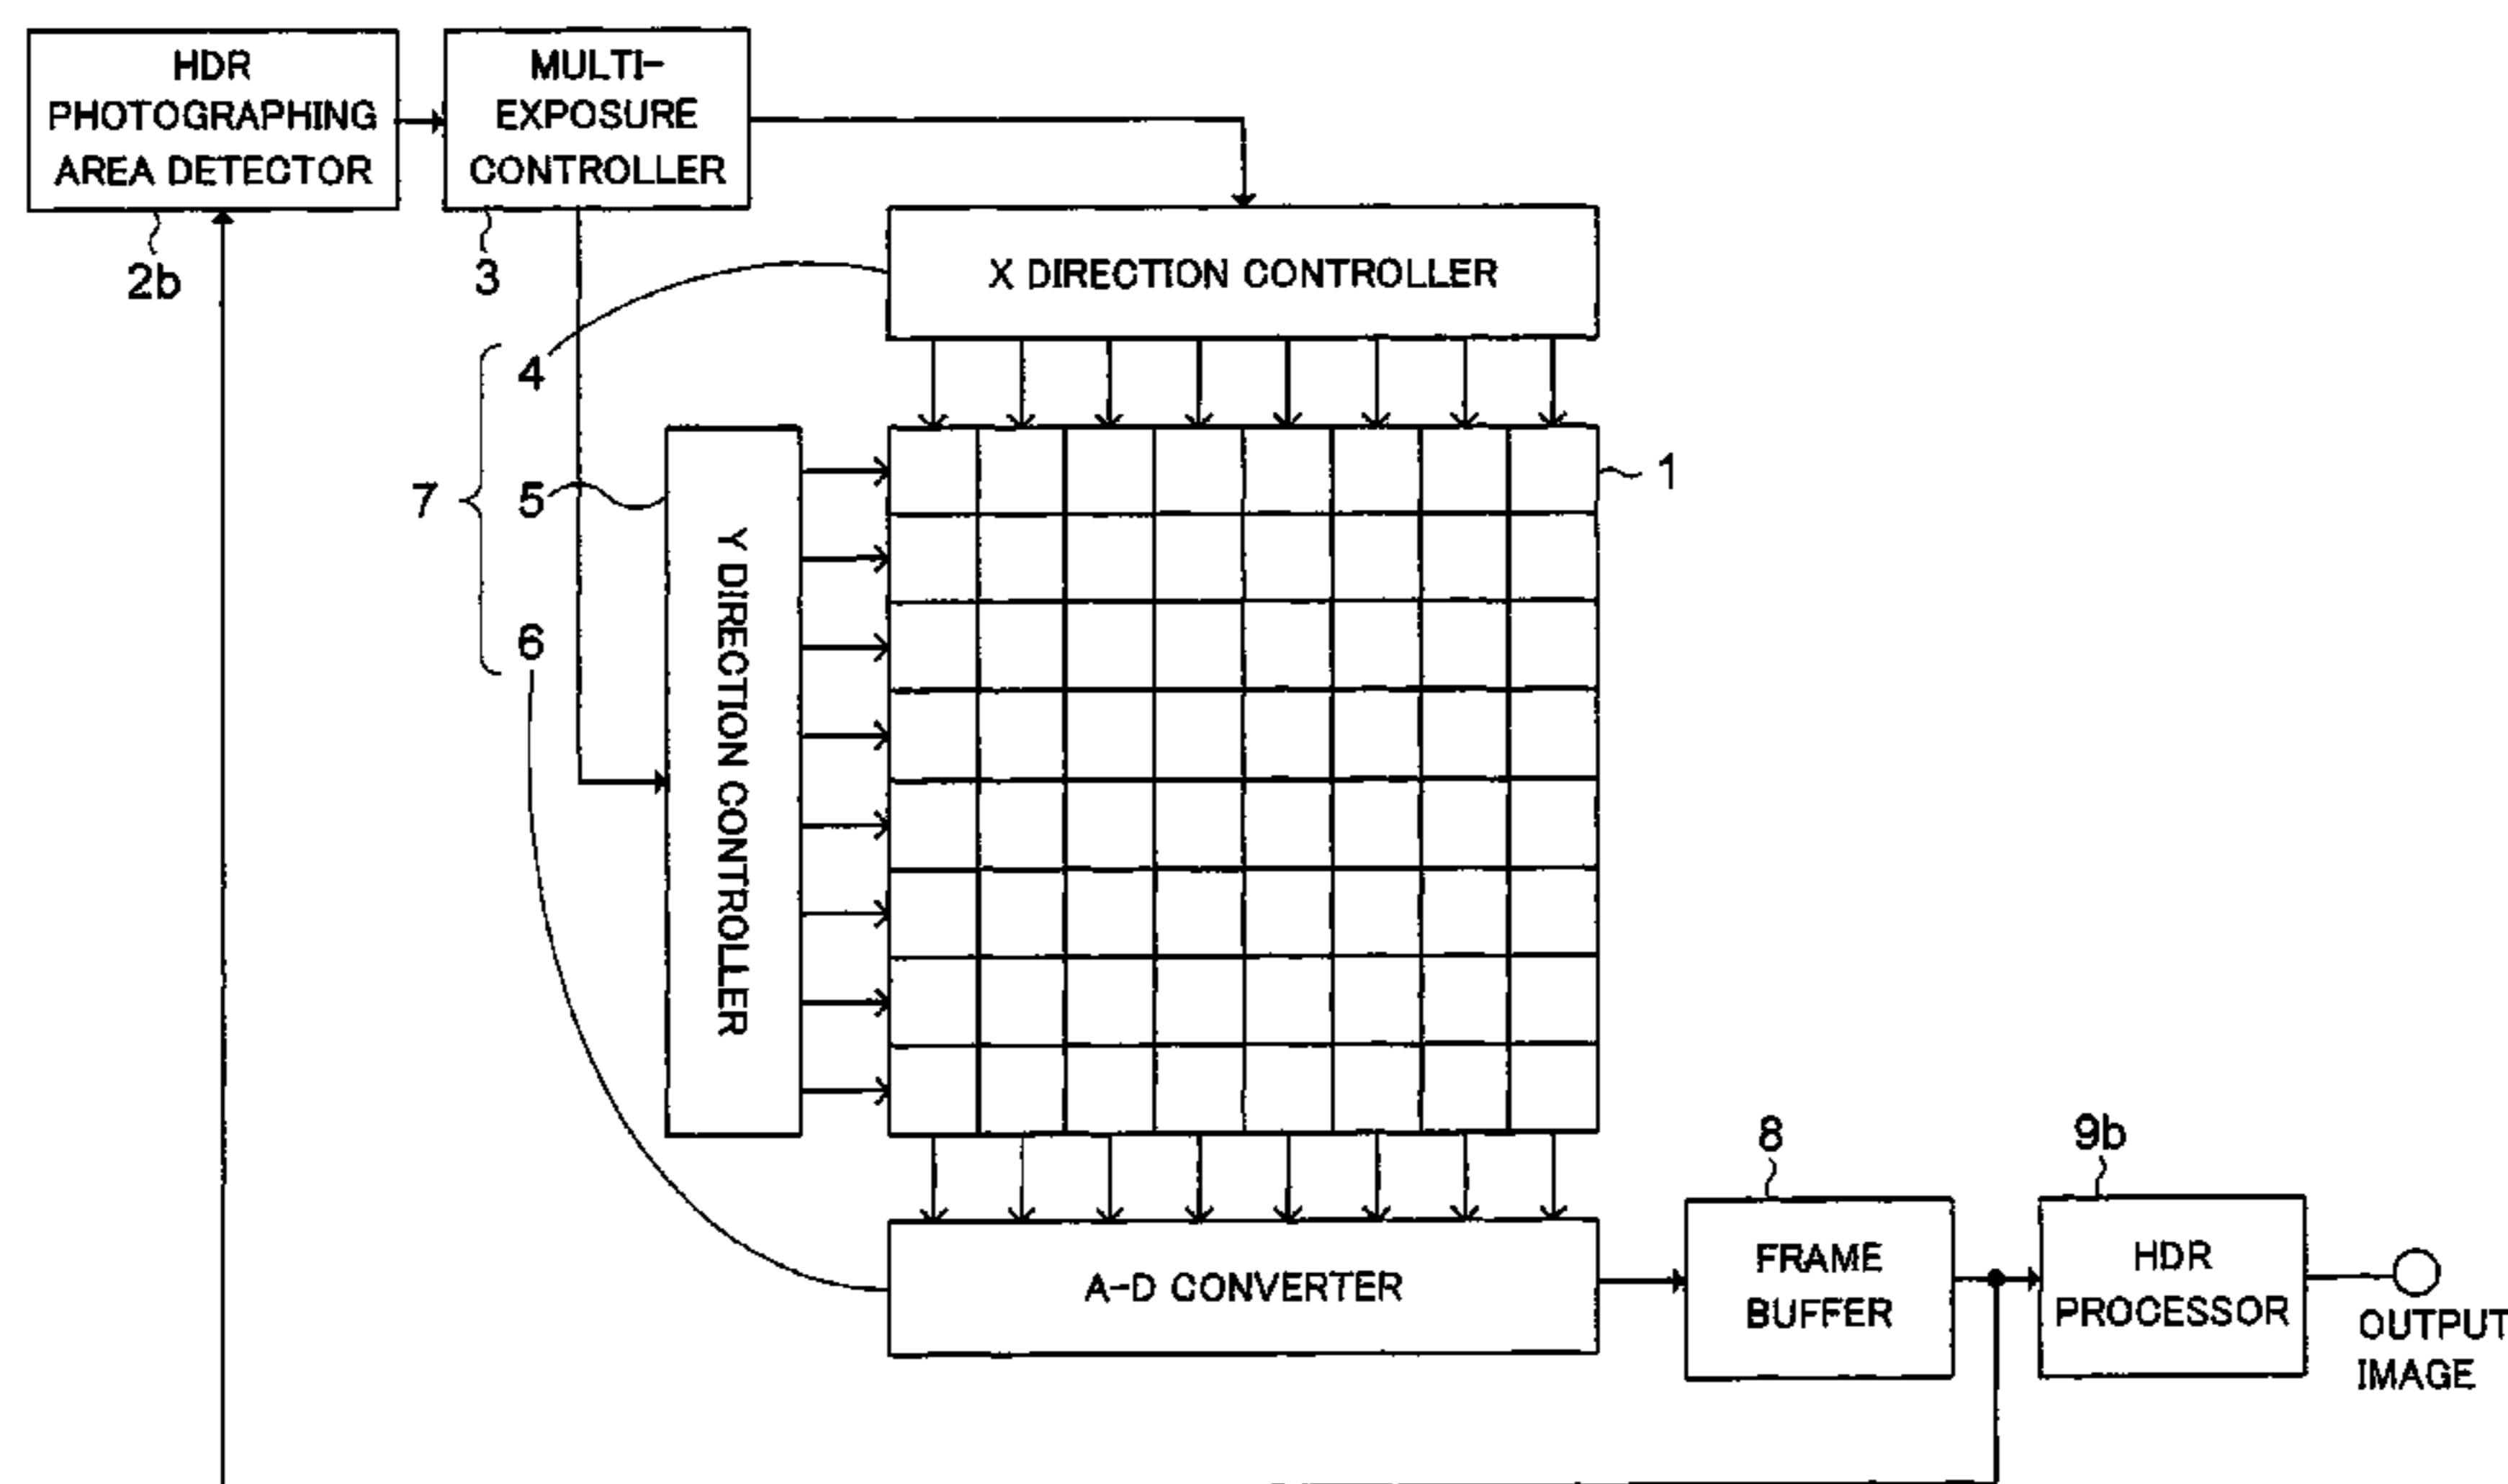 HDR
PHOTOGRAPHING
AREA DETECTOR
MULTI-
EXPOSURE
CONTROLLER
2b
3
X DIRECTION CONTROLLER
4
7
5
6
1
Y DIRECTION CONTROLLER
8
9b
A-D CONVERTER
FRAME
BUFFER
HDR
PROCESSOR
OUTPUT
IMAGE